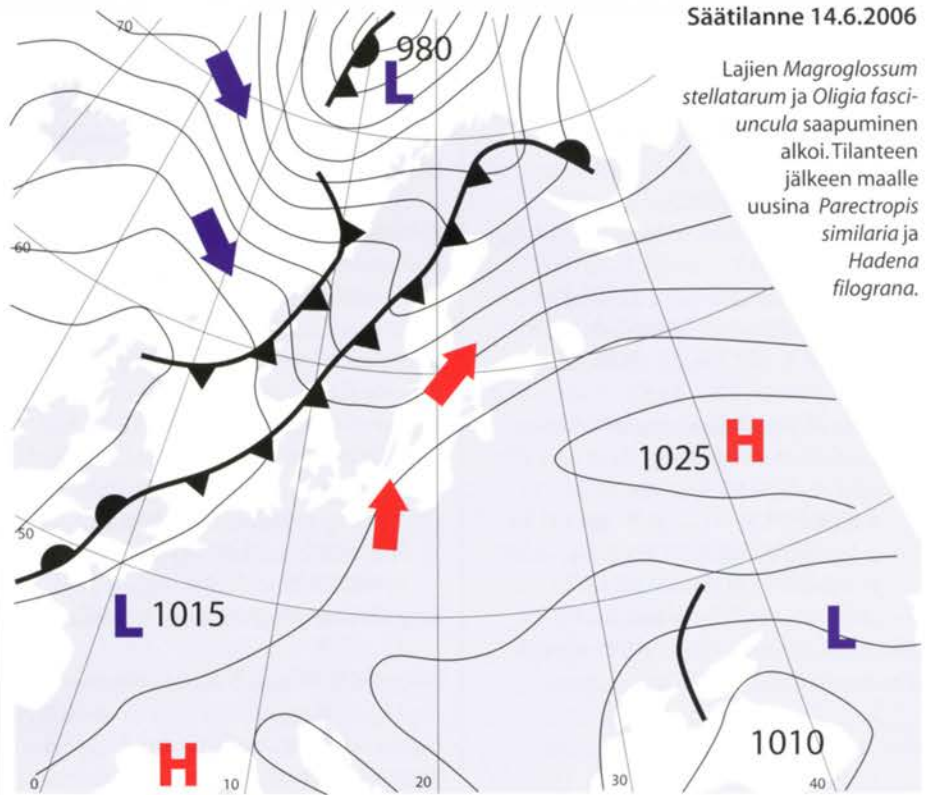 Säätilanne 14.6.2006
Lajien Magroglossum
stellatarum ja Oligia fasci-
uncula saapuminen
alkoi. Tilanteen
jälkeen maalle
uusina Parectropis
similaria ja
Hadena
filograna.
70
980
L
60
H
1025
50
L 1015
L
1010
H
0
10
20
30
40